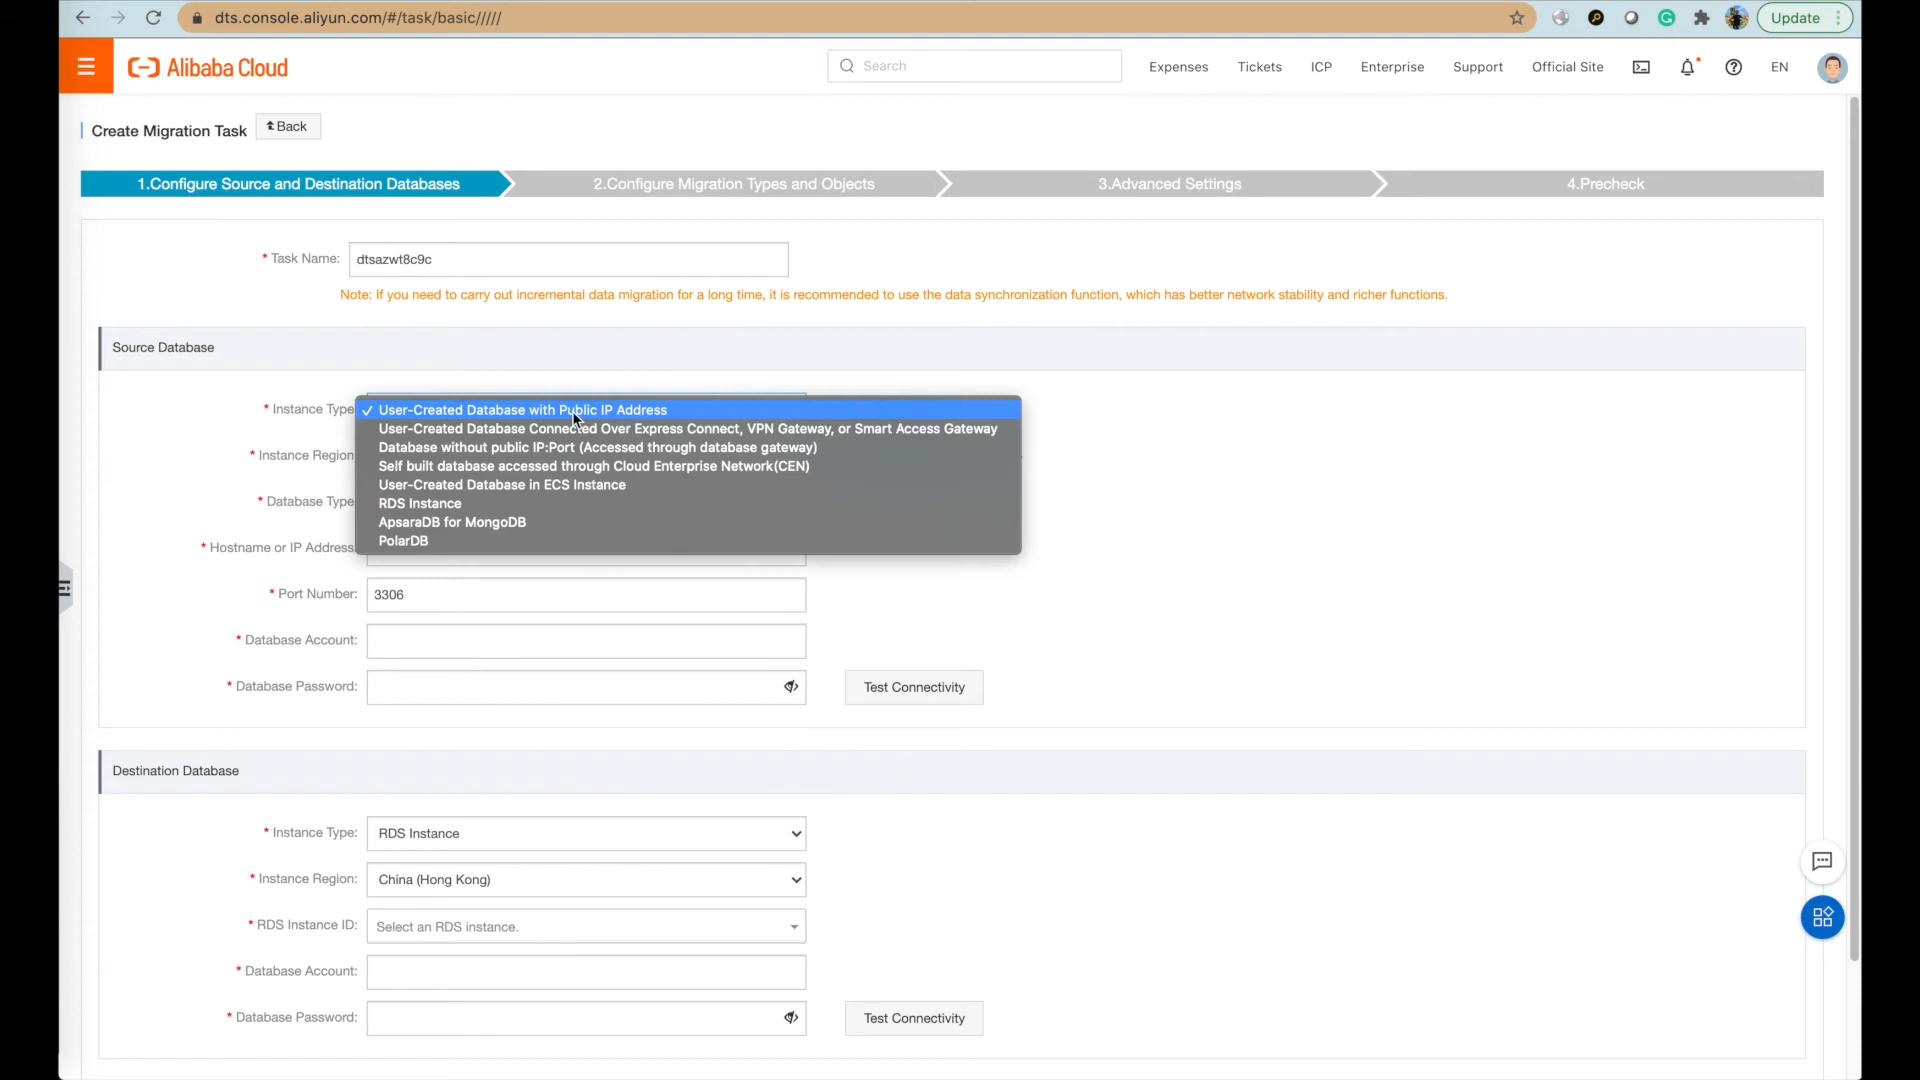 dts.console.aliyun.com/#/task/basic/////
Update
Alibaba Cloud
Search
Expenses
Tickets
ICP
Enterprise
Support
Official Site
EN
Create Migration Task
Back
1.Configure Source and Destination Databases
2.Configure Migration Types and Objects
3.Advanced Settings
4.Precheck
* Task Name:
dtsazwt8c9c
Note: If you need to carry out incremental data migration for a long time, it is recommended to use the data synchronization function, which has better network stability and richer functions.
Source Database
* Instance Type
✓ User-Created Database with Public IP Address
User-Created Database Connected Over Express Connect, VPN Gateway, or Smart Access Gateway
Database without public IP:Port (Accessed through database gateway)
* Instance Region
Self built database accessed through Cloud Enterprise Network(CEN)
User-Created Database in ECS Instance
* Database Type
RDS Instance
ApsaraDB for MongoDB
PolarDB
* Hostname or IP Address
* Port Number:
3306
* Database Account:
* Database Password:
Test Connectivity
Destination Database
* Instance Type:
RDS Instance
* Instance Region:
China (Hong Kong)
* RDS Instance ID:
Select an RDS instance.
* Database Account:
* Database Password:
Test Connectivity